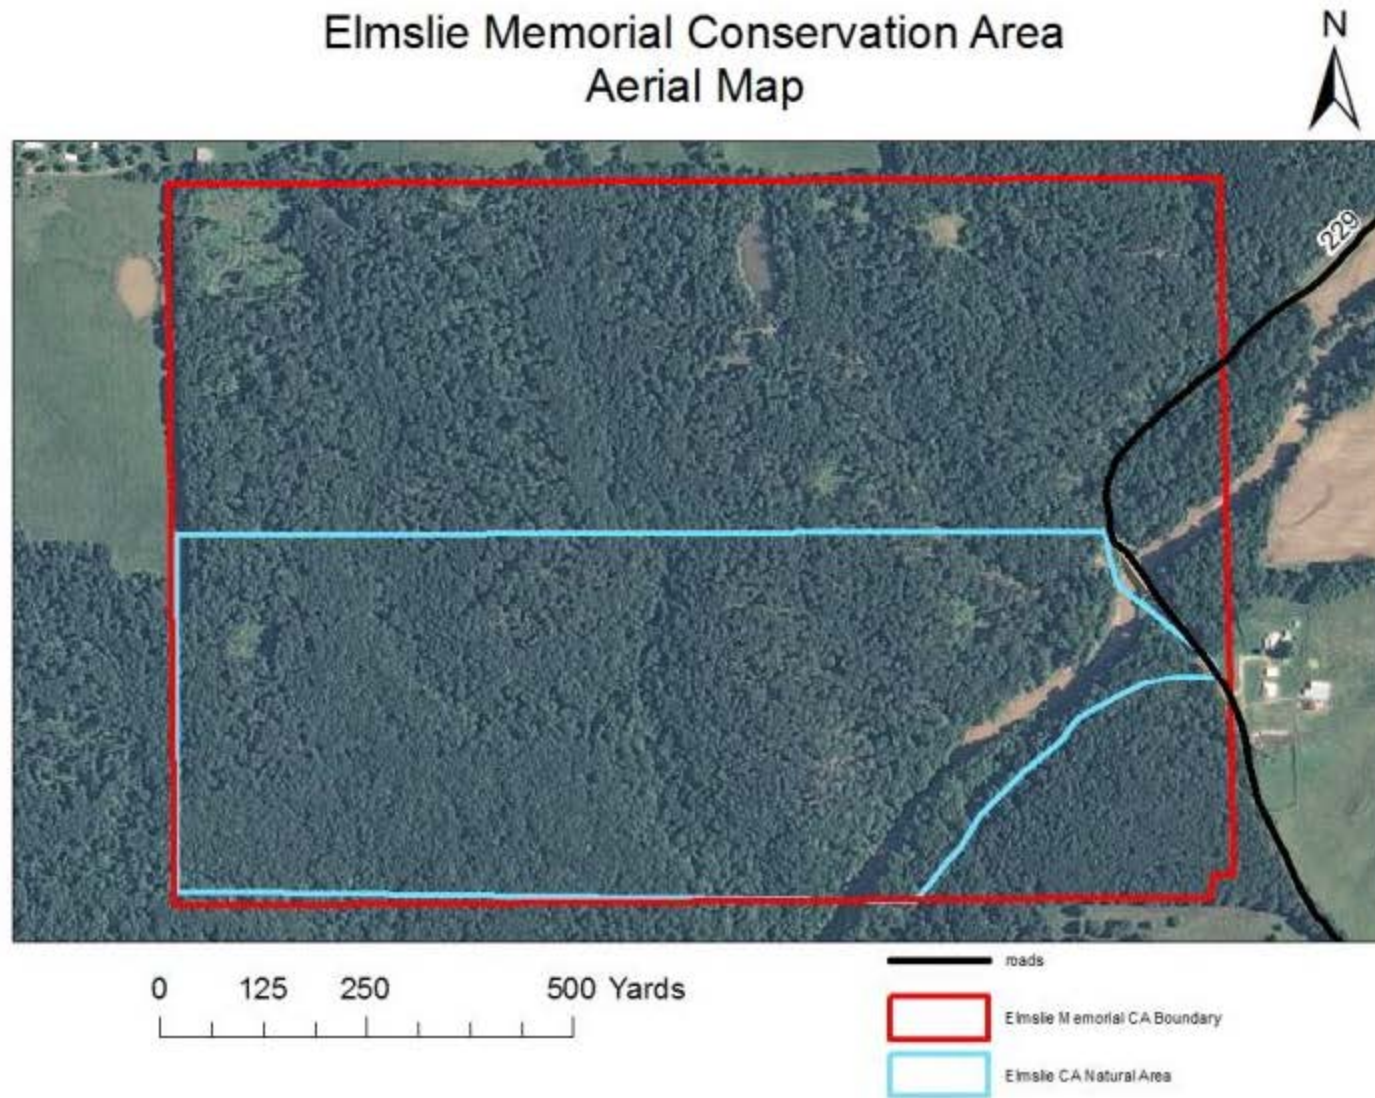 Elmslie Memorial Conservation Area
Aerial Map
N
229
0 125 250 500 Yards
roads
Elmslie Memorial CA Boundary
Elmslie CA Natural Area